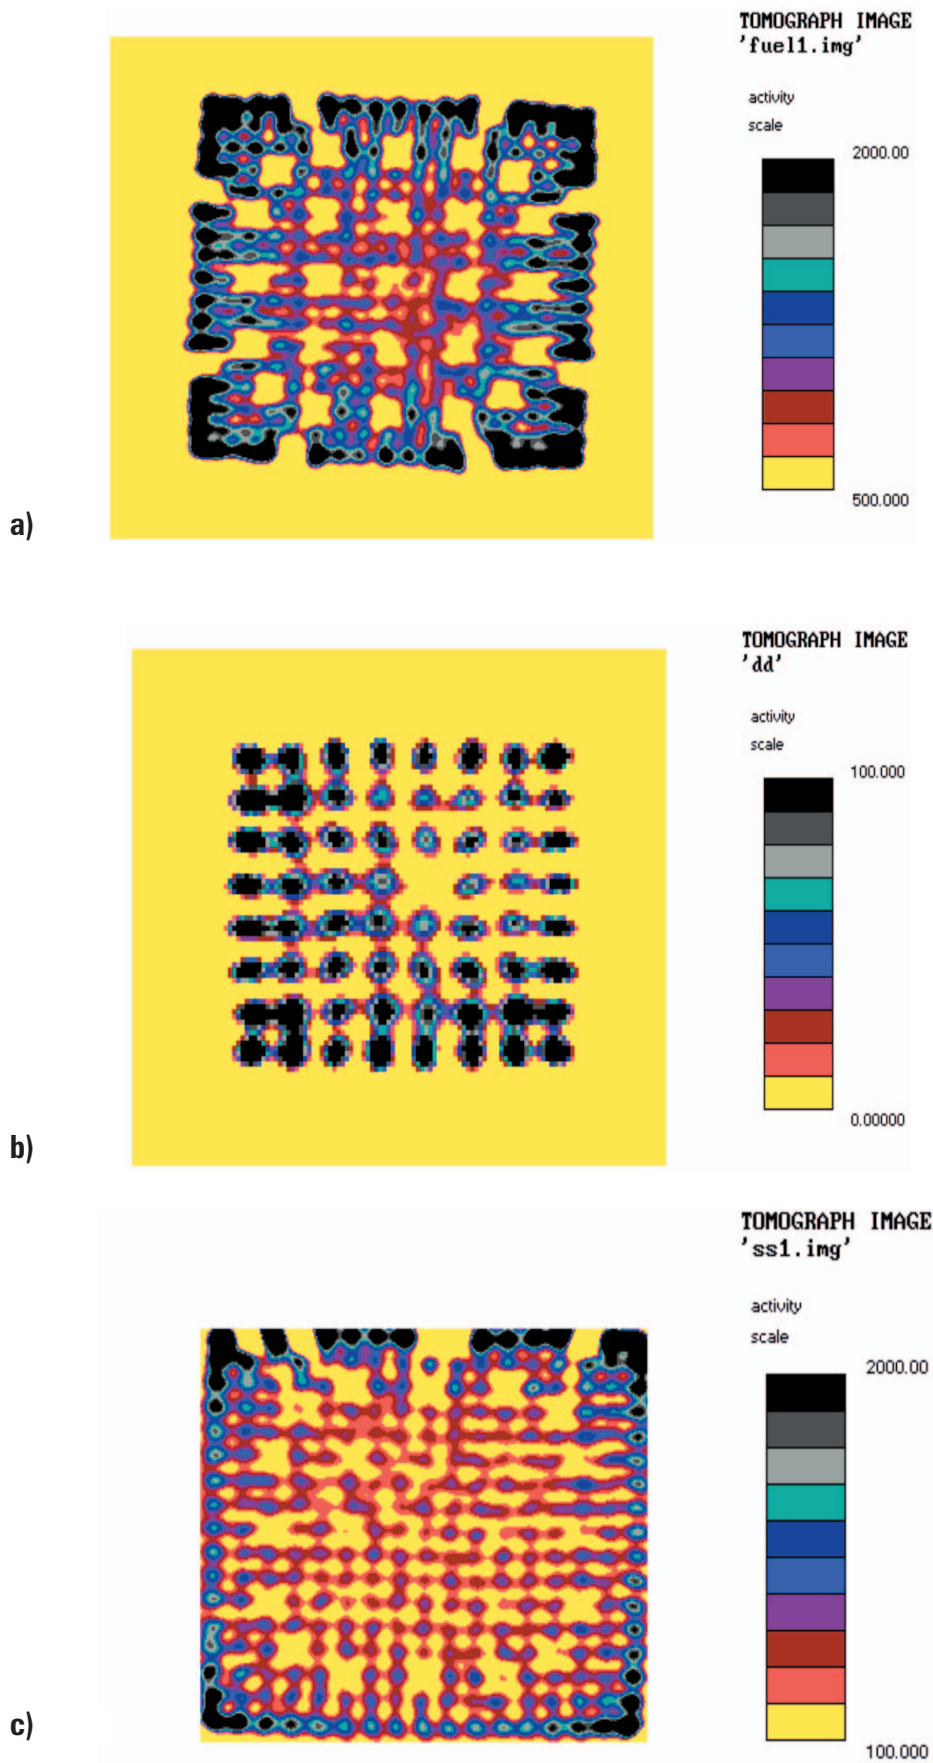 TOMOGRAPH IMAGE
'fuel1.img'
activity
scale
2000.00
500.000
a)
TOMOGRAPH IMAGE
'dd'
activity
scale
100.000
0.00000
b)
TOMOGRAPH IMAGE
'ss1.img'
activity
scale
2000.00
100.000
c)